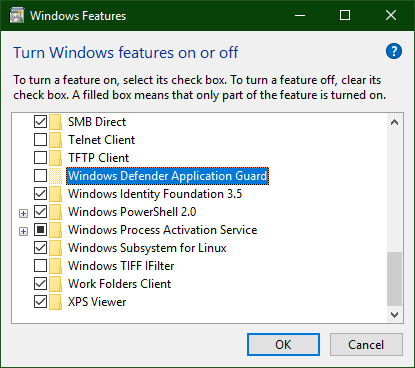 Windows Features
Turn Windows features on or off
?
To turn a feature on, select its check box. To turn a feature off, clear its
check box. A filled box means that only part of the feature is turned on.
SMB Direct
Telnet Client
TFTP Client
Windows Defender Application Guard
Windows Identity Foundation 3.5
Windows PowerShell 2.0
Windows Process Activation Service
Windows Subsystem for Linux
Windows TIFF IFilter
Work Folders Client
XPS Viewer
OK
Cancel